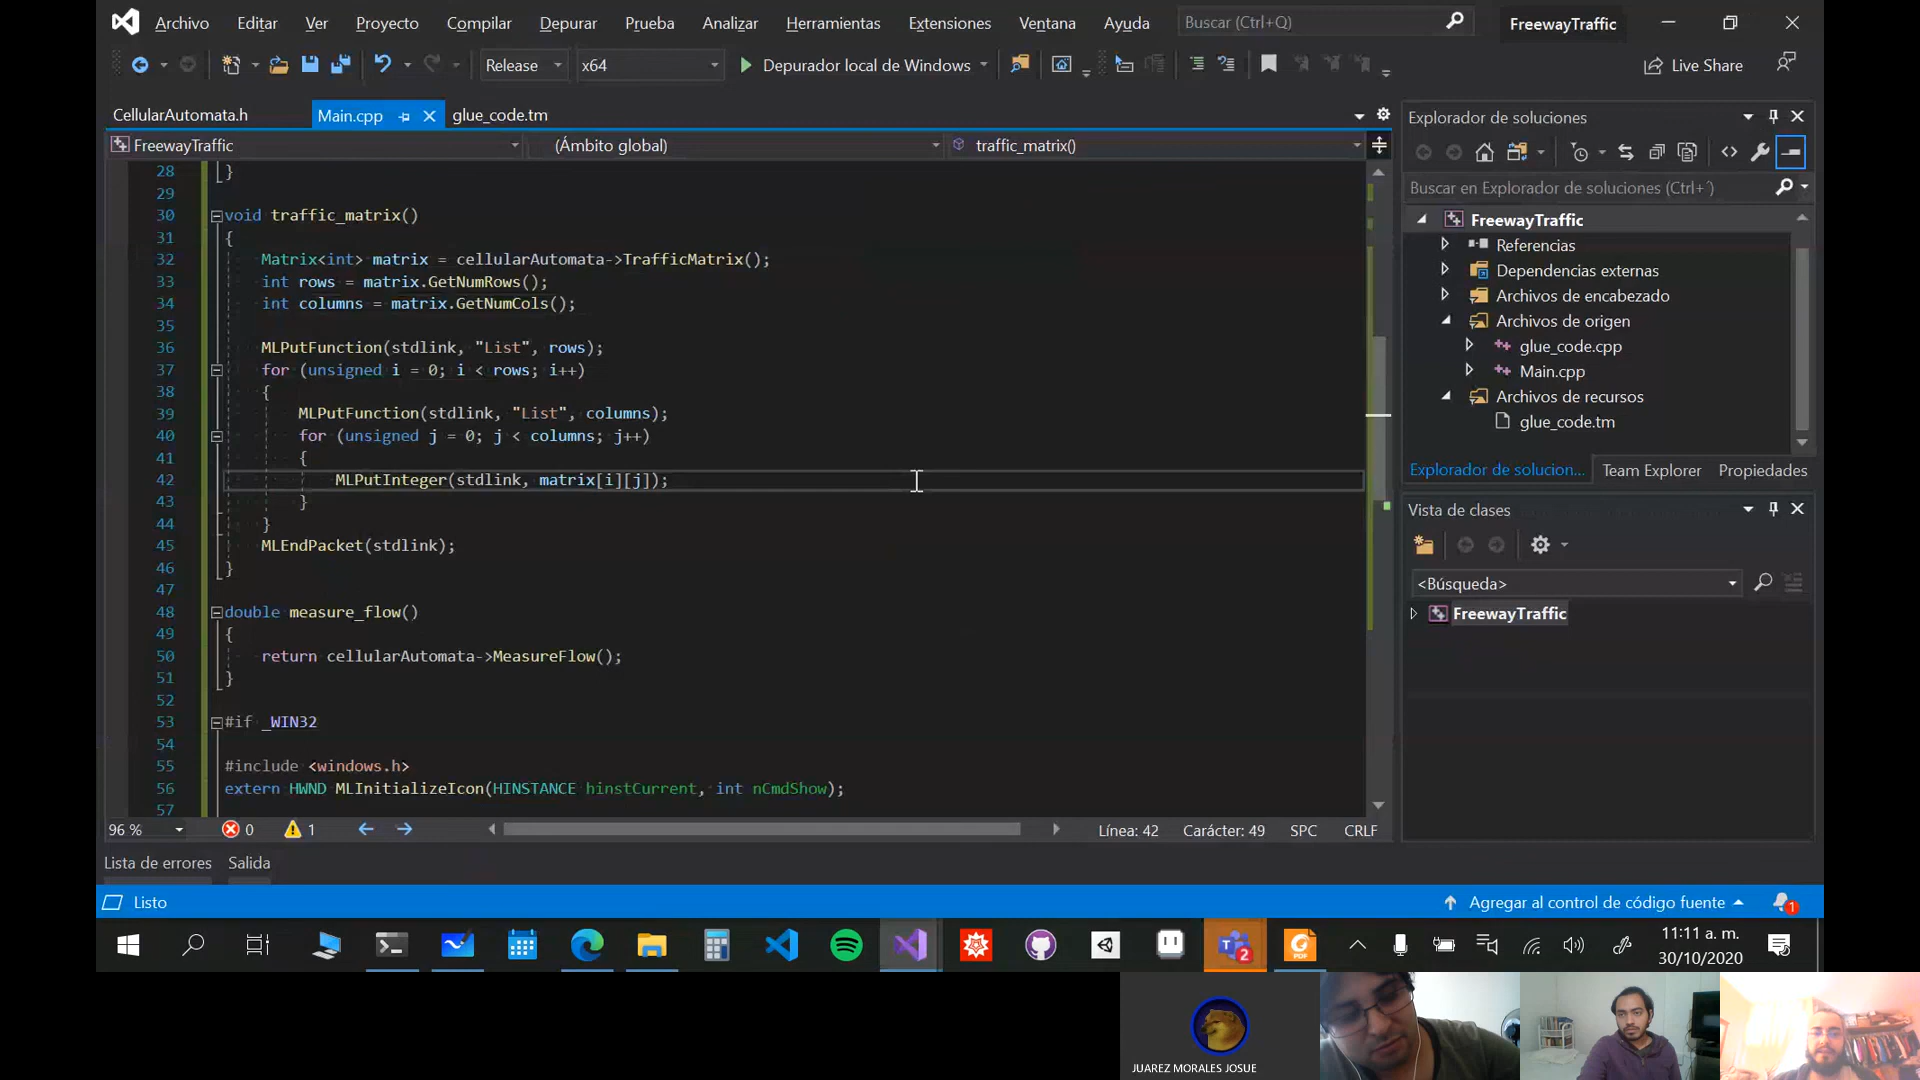 Archivo Editar Ver Proyecto Compilar Depurar Prueba Analizar Herramientas Extensiones Ventana Ayuda Buscar (Ctrl+Q) FreewayTraffic
Release x64 Depurador local de Windows Live Share
CellularAutomata.h Main.cpp glue_code.tm
FreewayTraffic (Ámbito global) traffic_matrix()
28 }
29
30 void traffic_matrix()
31 {
32 Matrix<int> matrix = cellularAutomata->TrafficMatrix();
33 int rows = matrix.GetNumRows();
34 int columns = matrix.GetNumCols();
35
36 MLPutFunction(stdlink, "List", rows);
37 for (unsigned i = 0; i < rows; i++)
38 {
39 MLPutFunction(stdlink, "List", columns);
40 for (unsigned j = 0; j < columns; j++)
41 {
42 MLPutInteger(stdlink, matrix[i][j]);
43 }
44 }
45 MLEndPacket(stdlink);
46 }
47
48 double measure_flow()
49 {
50 return cellularAutomata->MeasureFlow();
51 }
52
53 #if _WIN32
54
55 #include <windows.h>
56 extern HWND MLInitializeIcon(HINSTANCE hinstCurrent, int nCmdShow);
57
96 % 0 1 Línea: 42 Carácter: 49 SPC CRLF
Lista de errores Salida
Explorador de soluciones
Buscar en Explorador de soluciones (Ctrl+´)
FreewayTraffic
Referencias
Dependencias externas
Archivos de encabezado
Archivos de origen
glue_code.cpp
Main.cpp
Archivos de recursos
glue_code.tm
Explorador de solucion... Team Explorer Propiedades
Vista de clases
<Búsqueda>
FreewayTraffic
Listo Agregar al control de código fuente 1
2 PDF
11:11 a. m.
30/10/2020
JUAREZ MORALES JOSUE